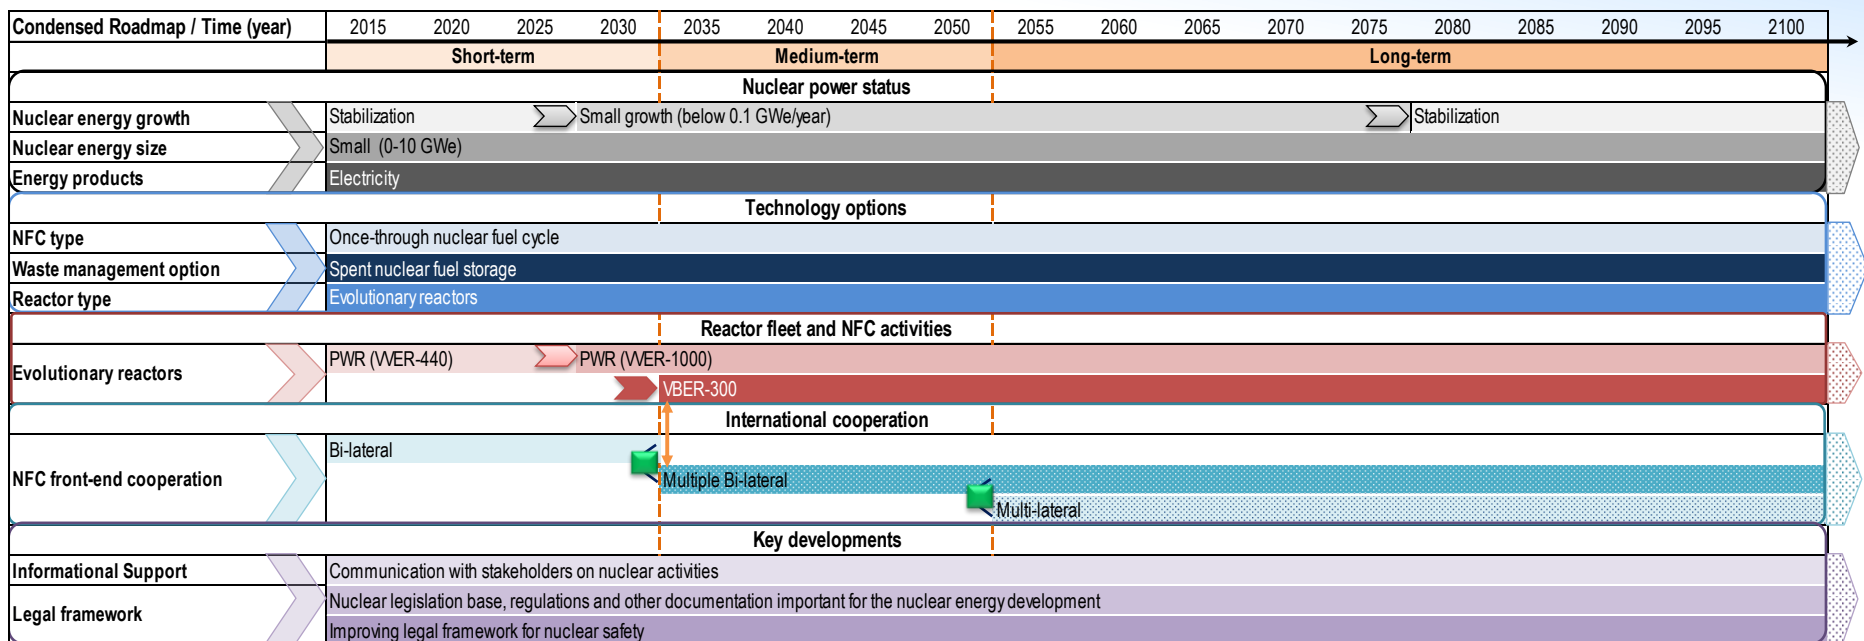 Condensed Roadmap / Time (year) 2015 2020 2025 2030 2035 2040 2045 2050 2055 2060 2065 2070 2075 2080 2085 2090 2095 2100
Short-term Medium-term Long-term
Nuclear power status
Nuclear energy growth Stabilization Small growth (below 0.1 GWe/year) Stabilization
Nuclear energy size Small (0-10 GWe)
Energy products Electricity
Technology options
NFC type Once-through nuclear fuel cycle
Waste management option Spent nuclear fuel storage
Reactor type Evolutionary reactors
Reactor fleet and NFC activities
Evolutionary reactors PWR (VVER-440) PWR (VVER-1000)
VBER-300
International cooperation
NFC front-end cooperation Bi-lateral
Multiple Bi-lateral
Multi-lateral
Key developments
Informational Support Communication with stakeholders on nuclear activities
Legal framework Nuclear legislation base, regulations and other documentation important for the nuclear energy development
Improving legal framework for nuclear safety